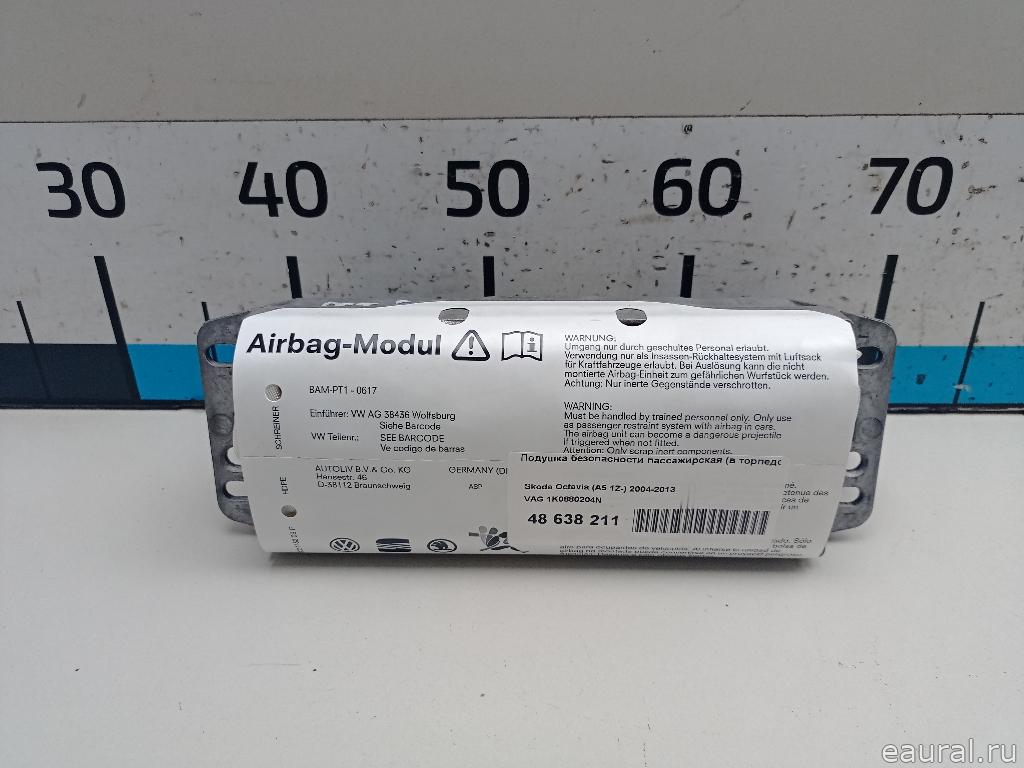 30 40 50 60 70
Airbag-Modul
BAM-PT1 - 0617
Einführer: VW AG 38436 Wolfsburg
Siehe Barcode
VW Teilenr.: SEE BARCODE
Ve codigo de barras
SCHREINER
HDPE
AUTOLIV B.V. & Co. KG
Hansestr. 46
D-38112 Braunschweig
GERMANY (D
ASP
WARNUNG:
Umgang nur durch geschultes Personal erlaubt.
Verwendung nur als Insassen-Rückhaltesystem mit Luftsack
für Kraftfahrzeuge erlaubt. Bei Auslösung kann die nicht
montierte Airbag-Einheit zum gefährlichen Wurfstück werden.
Achtung: Nur inerte Gegenstände verschrotten.
WARNING:
Must be handled by trained personnel only. Only use
as passenger restraint system with airbag in cars.
The airbag unit can become a dangerous projectile
if triggered when not fitted.
Attention: Only scrap inert components.
Подушка безопасности пассажирская (в торпедо
Skoda Octavia (A5 1Z-) 2004-2013
VAG 1K0880204N
48 638 211
eaural.ru